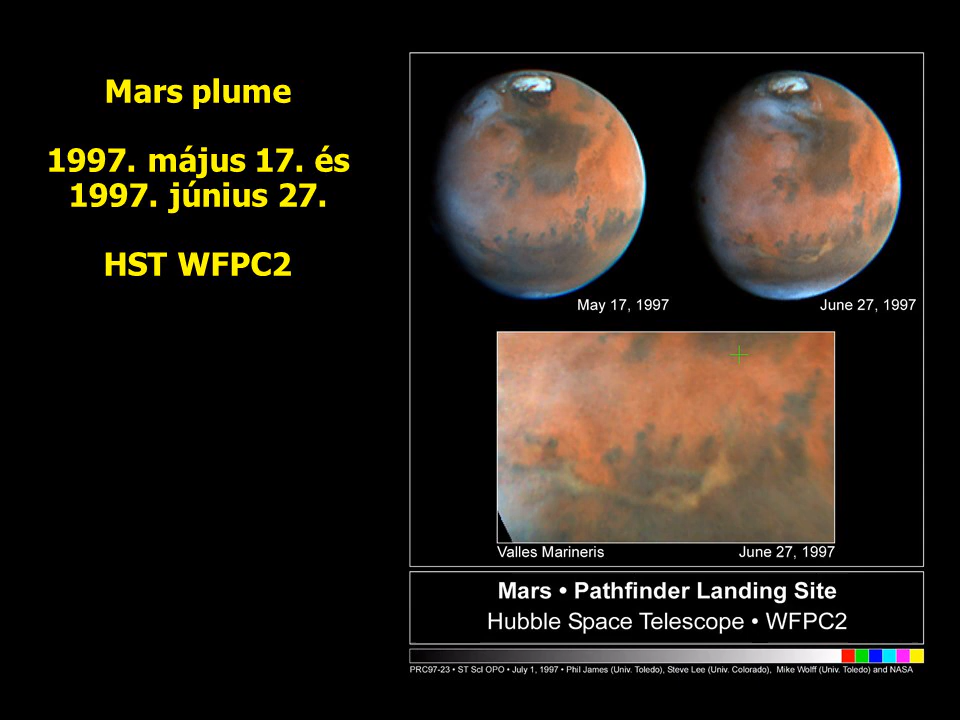 Mars plume
1997. május 17. és
1997. június 27.
HST WFPC2
May 17, 1997
June 27, 1997
Valles Marineris
June 27, 1997
Mars • Pathfinder Landing Site
Hubble Space Telescope • WFPC2
PRC97-23 • ST ScI OPO • July 1, 1997 • Phil James (Univ. Toledo), Steve Lee (Univ. Colorado), Mike Wolff (Univ. Toledo) and NASA